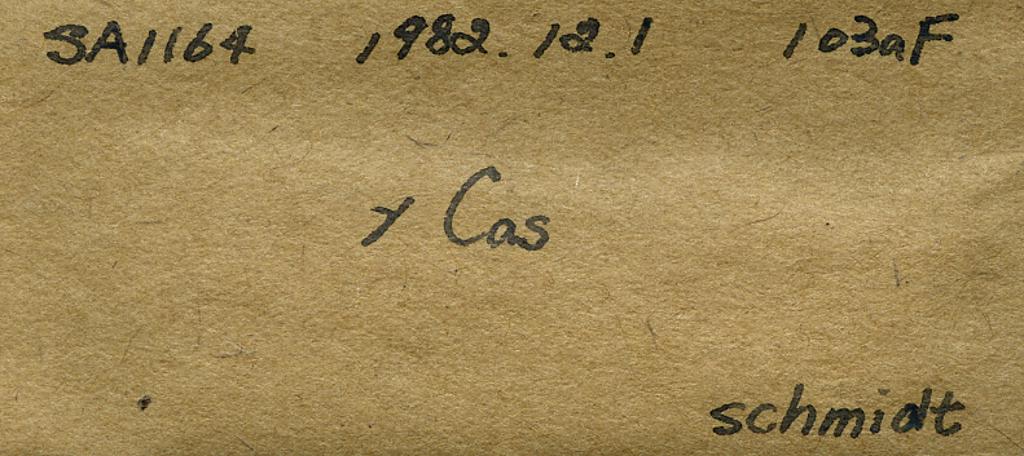 SA1164 1982.12.1 103aF
γ Cas
schmidt